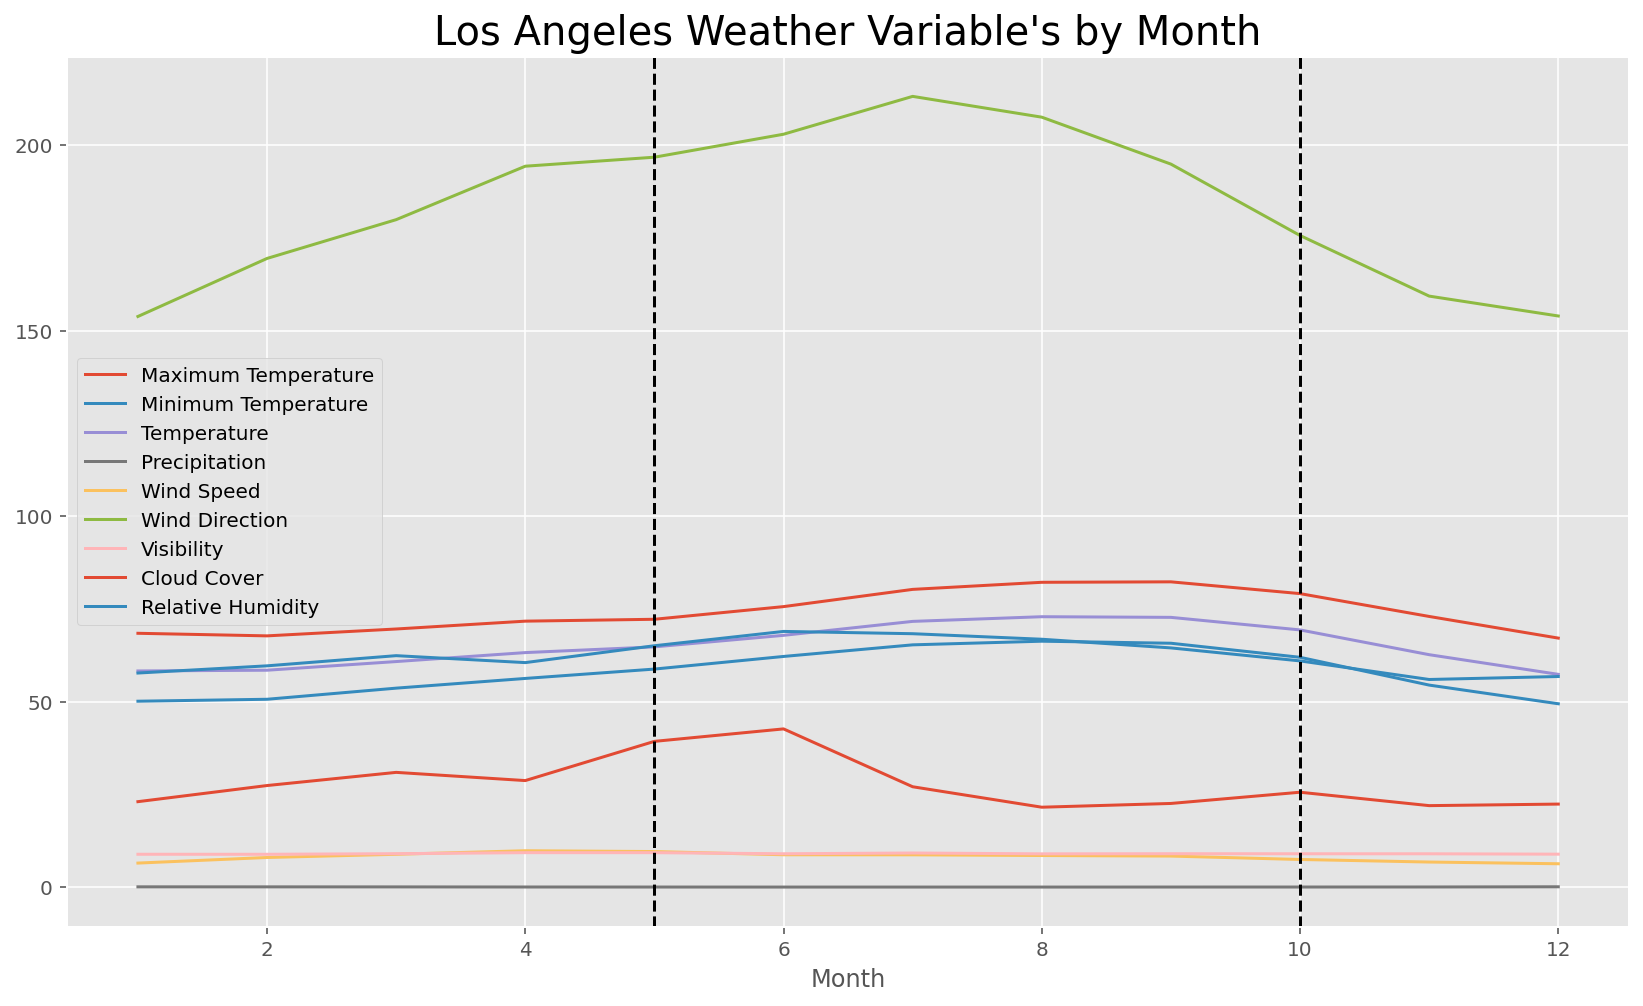 Los Angeles Weather Variable's by Month
200
150
100
50
0
Maximum Temperature
Minimum Temperature
Temperature
Precipitation
Wind Speed
Wind Direction
Visibility
Cloud Cover
Relative Humidity
2 4 6 8 10 12
Month